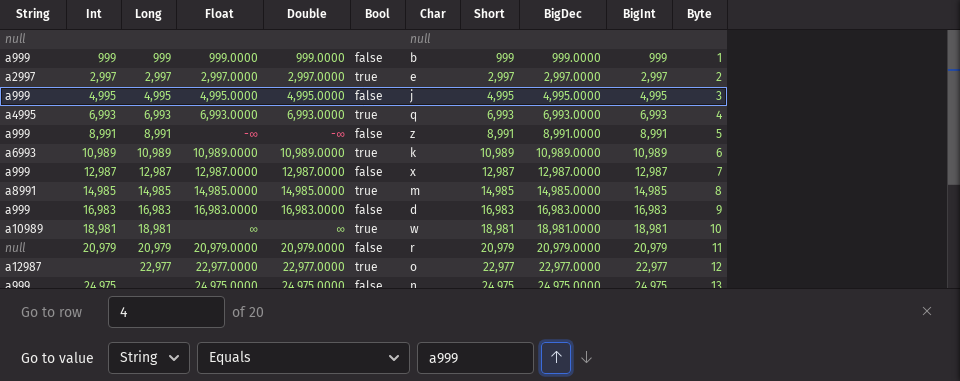 String Int Long Float Double Bool Char Short BigDec BigInt Byte
null null
a999 999 999 999.0000 999.0000 false b 999 999.0000 999 1
a2997 2,997 2,997 2,997.0000 2,997.0000 true e 2,997 2,997.0000 2,997 2
a999 4,995 4,995 4,995.0000 4,995.0000 false j 4,995 4,995.0000 4,995 3
a4995 6,993 6,993 6,993.0000 6,993.0000 true q 6,993 6,993.0000 6,993 4
a999 8,991 8,991 -∞ -∞ false z 8,991 8,991.0000 8,991 5
a6993 10,989 10,989 10,989.0000 10,989.0000 true k 10,989 10,989.0000 10,989 6
a999 12,987 12,987 12,987.0000 12,987.0000 false x 12,987 12,987.0000 12,987 7
a8991 14,985 14,985 14,985.0000 14,985.0000 true m 14,985 14,985.0000 14,985 8
a999 16,983 16,983 16,983.0000 16,983.0000 false d 16,983 16,983.0000 16,983 9
a10989 18,981 18,981 ∞ ∞ true w 18,981 18,981.0000 18,981 10
null 20,979 20,979 20,979.0000 20,979.0000 false r 20,979 20,979.0000 20,979 11
a12987 22,977 22,977.0000 22,977.0000 true o 22,977 22,977.0000 22,977 12
a999 24,975 24,975 24,975.0000 24,975.0000 false n 24,975 24,975.0000 24,975 13
Go to row 4 of 20
Go to value String Equals a999